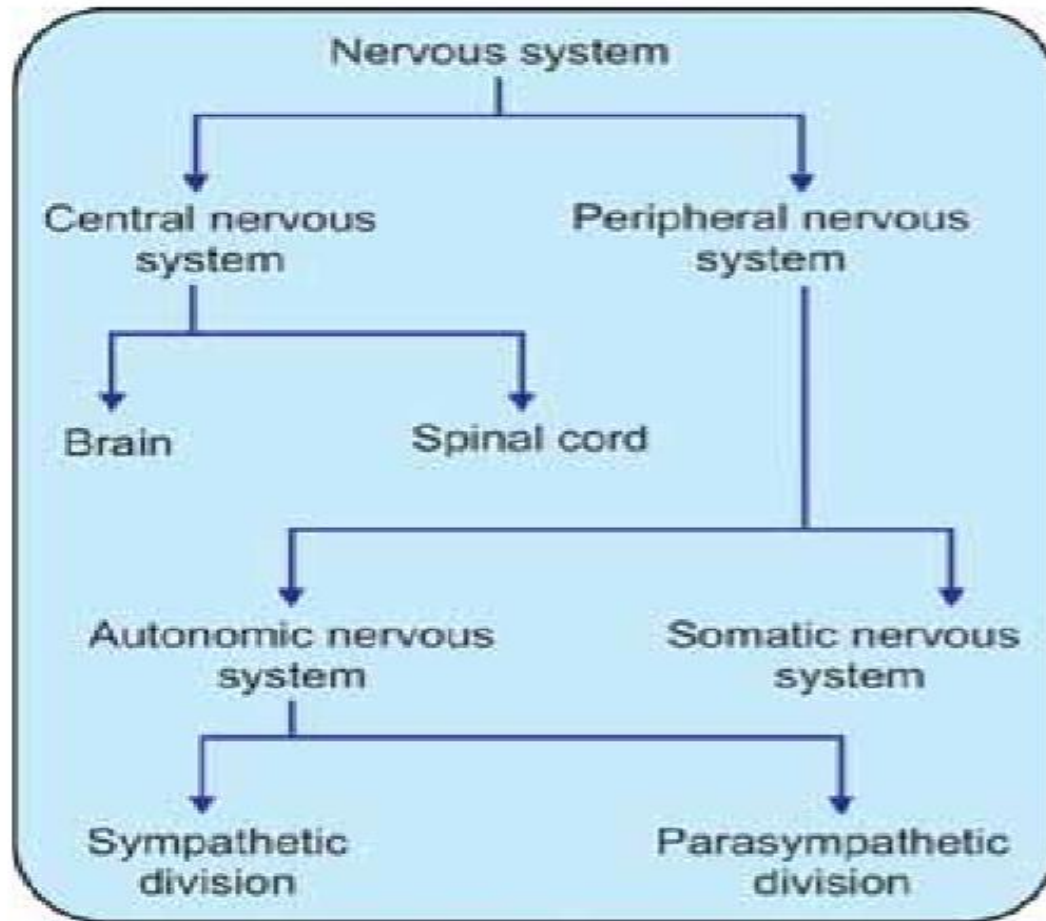 Nervous system
Central nervous
system
Peripheral nervous
system
Brain
Spinal cord
Autonomic nervous
system
Somatic nervous
system
Sympathetic
division
Parasympathetic
division